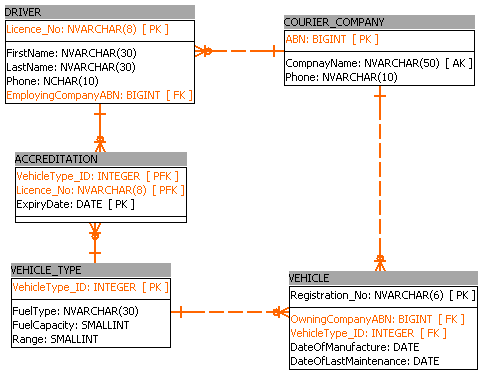 DRIVER
Licence_No: NVARCHAR(8) [ PK ]
FirstName: NVARCHAR(30)
LastName: NVARCHAR(30)
Phone: NCHAR(10)
EmployingCompanyABN: BIGINT [ FK ]
COURIER_COMPANY
ABN: BIGINT [ PK ]
CompnayName: NVARCHAR(50) [ AK ]
Phone: NVARCHAR(10)
ACCREDITATION
VehicleType_ID: INTEGER [ PFK ]
Licence_No: NVARCHAR(8) [ PFK ]
ExpiryDate: DATE [ PK ]
VEHICLE_TYPE
VehicleType_ID: INTEGER [ PK ]
FuelType: NVARCHAR(30)
FuelCapacity: SMALLINT
Range: SMALLINT
VEHICLE
Registration_No: NVARCHAR(6) [ PK ]
OwningCompanyABN: BIGINT [ FK ]
VehicleType_ID: INTEGER [ FK ]
DateOfManufacture: DATE
DateOfLastMaintenance: DATE